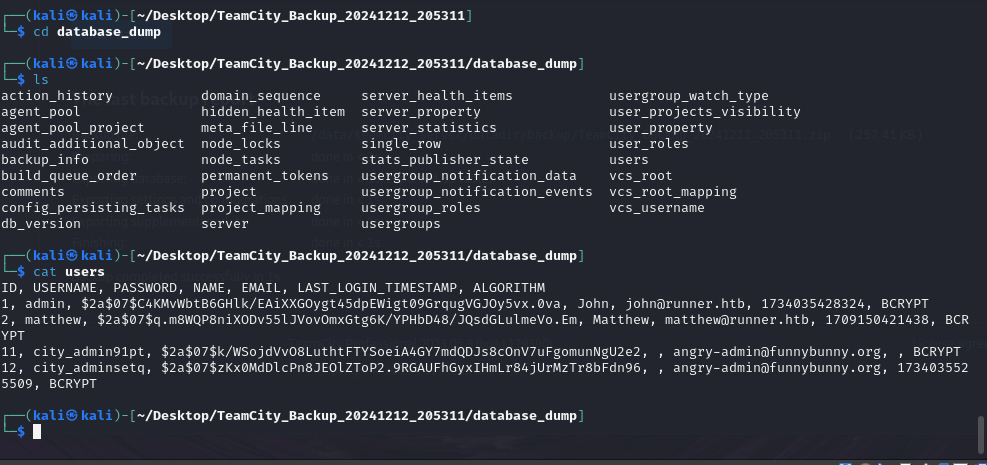 ┌──(kali㉿kali)-[~/Desktop/TeamCity_Backup_20241212_205311]
└─$ cd database_dump
┌──(kali㉿kali)-[~/Desktop/TeamCity_Backup_20241212_205311/database_dump]
└─$ ls
action_history domain_sequence server_health_items usergroup_watch_type
agent_pool hidden_health_item server_property user_projects_visibility
agent_pool_project meta_file_line server_statistics user_property
audit_additional_object node_locks single_row user_roles
backup_info node_tasks stats_publisher_state users
build_queue_order permanent_tokens usergroup_notification_data vcs_root
comments project usergroup_notification_events vcs_root_mapping
config_persisting_tasks project_mapping usergroup_roles vcs_username
db_version server usergroups
┌──(kali㉿kali)-[~/Desktop/TeamCity_Backup_20241212_205311/database_dump]
└─$ cat users
ID, USERNAME, PASSWORD, NAME, EMAIL, LAST_LOGIN_TIMESTAMP, ALGORITHM
1, admin, $2a$07$C4KMvWbtB6GHlk/EAiXXGOygt45dpEWigt09GrqugVGJOy5vx.0va, John, john@runner.htb, 1734035428324, BCRYPT
2, matthew, $2a$07$q.m8WQP8niXODv55lJVovOmxGtg6K/YPHbD48/JQsdGLulmeVo.Em, Matthew, matthew@runner.htb, 1709150421438, BCR
YPT
11, city_admin91pt, $2a$07$k/WSojdVvO8LuthtFTYSoeiA4GY7mdQDJs8cOnV7uFgomunNgU2e2, , angry-admin@funnybunny.org, , BCRYPT
12, city_adminsetq, $2a$07$zKx0MdDlcPn8JEOlZToP2.9RGAUfhGyxIHmLr84jUrMzTr8bFdn96, , angry-admin@funnybunny.org, 173403552
5509, BCRYPT
┌──(kali㉿kali)-[~/Desktop/TeamCity_Backup_20241212_205311/database_dump]
└─$